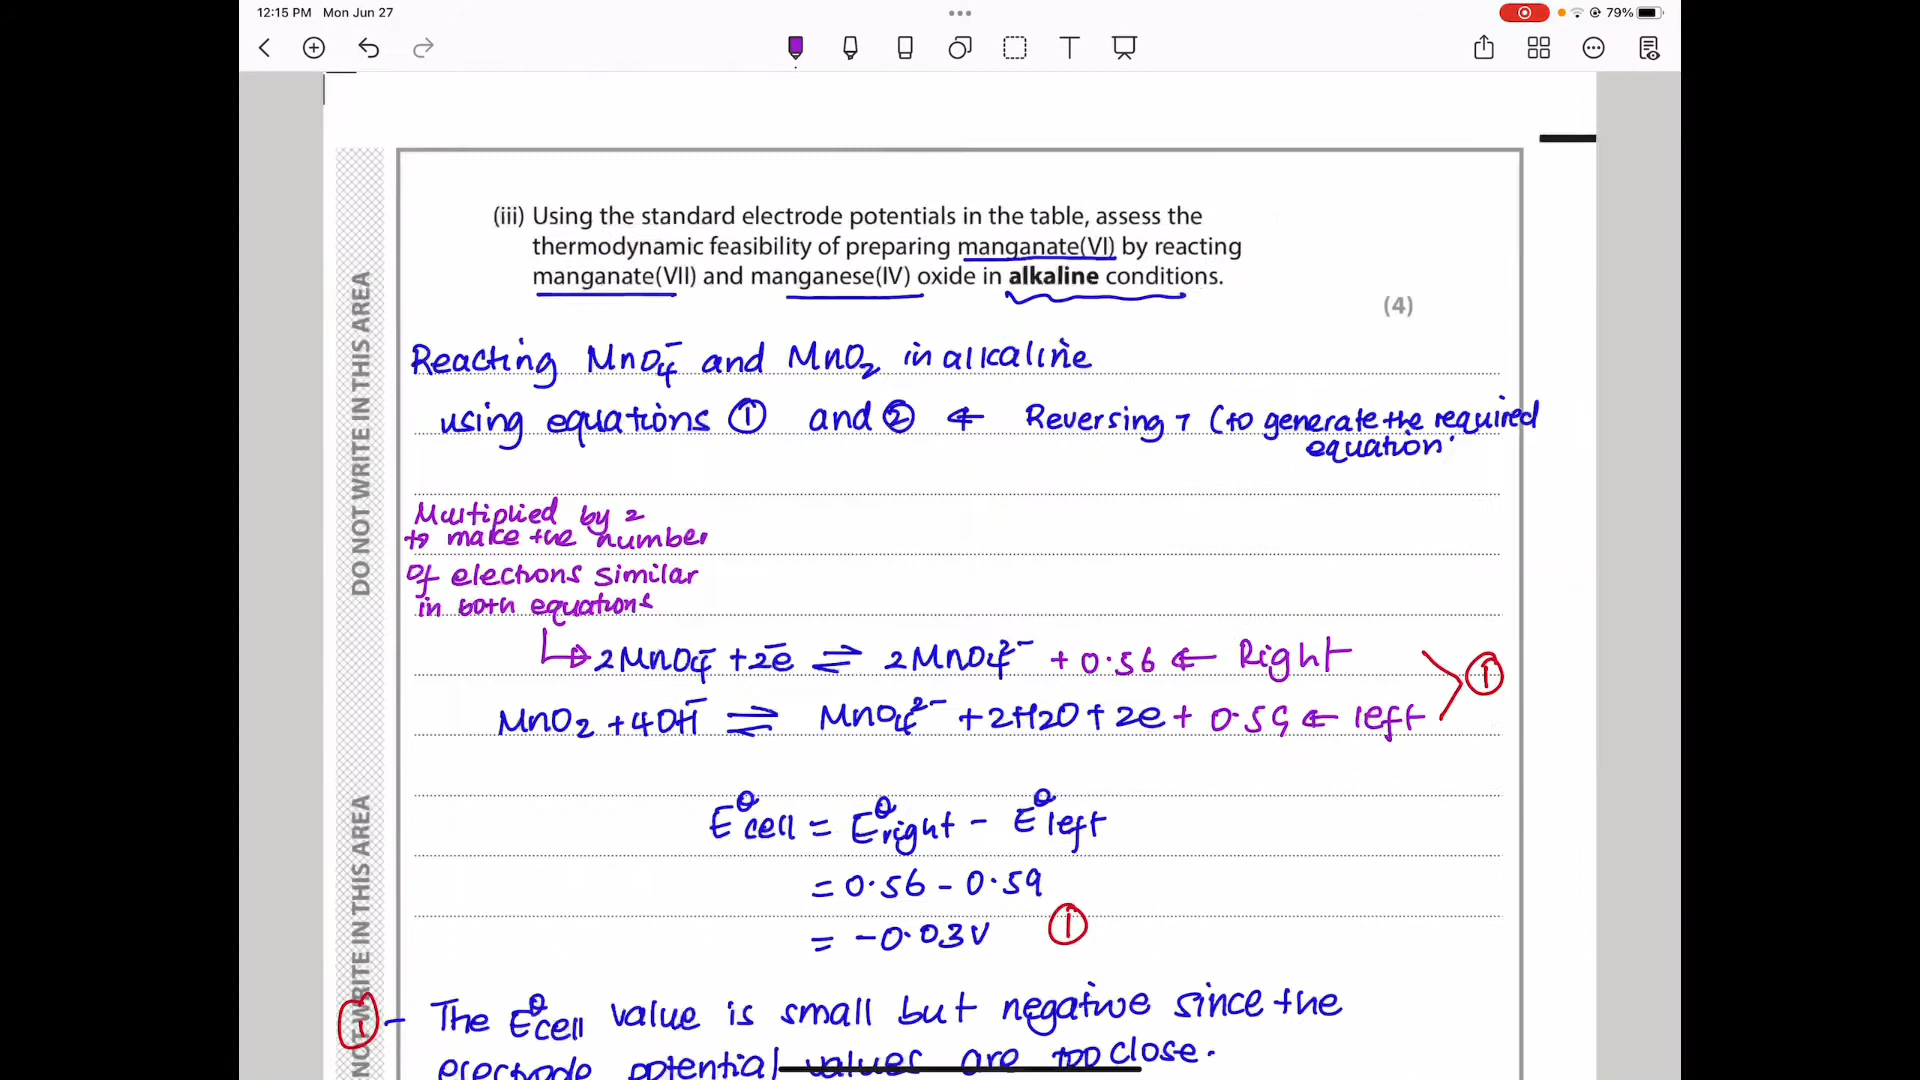 12:15 PM Mon Jun 27
79%
(iii) Using the standard electrode potentials in the table, assess the
thermodynamic feasibility of preparing manganate(VI) by reacting
manganate(VII) and manganese(IV) oxide in alkaline conditions.
(4)
DO NOT WRITE IN THIS AREA
Reacting MnO₄⁻ and MnO₂ in alkaline
using equations ① and ② ← Reversing → (to generate the required
equation.
Multiplied by 2
to make the number
of electrons similar
in both equations
↳ 2MnO₄⁻ + 2e⁻ ⇌ 2MnO₄²⁻ + 0.56 ← Right
①
MnO₂ + 4OH⁻ ⇌ MnO₄²⁻ + 2H2O + 2e + 0.59 ← left
E°cell = E°right - E°left
= 0.56 - 0.59
= -0.03V ①
NOT WRITE IN THIS AREA
① - The E°cell value is small but negative since the
electrode potential values are too close.